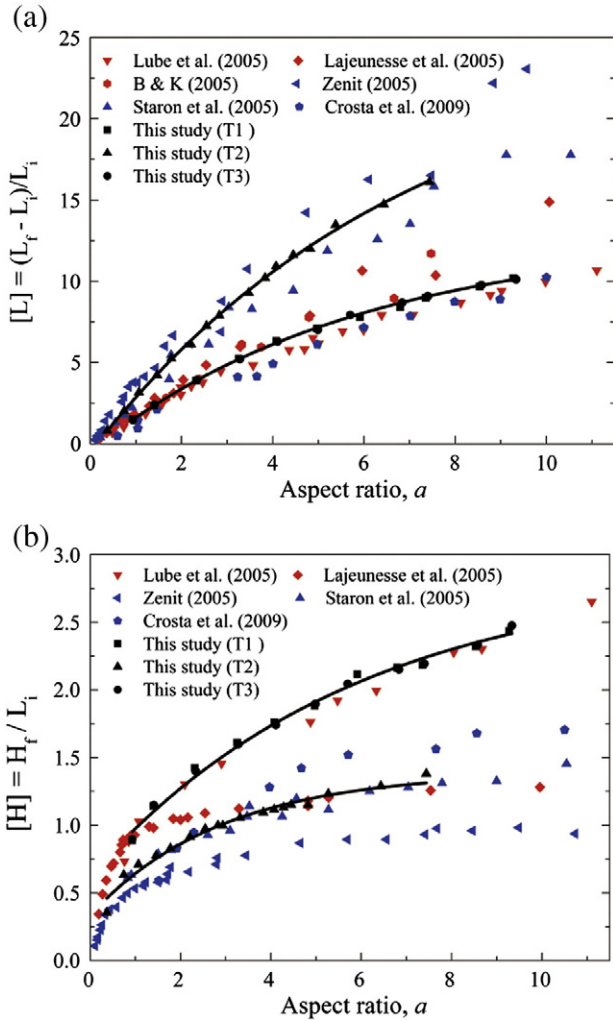 (a)
25
20
15
10
5
0
[L] = (L_f - L_i)/L_i
Lube et al. (2005)
Lajeunesse et al. (2005)
B & K (2005)
Zenit (2005)
Staron et al. (2005)
Crosta et al. (2009)
This study (T1 )
This study (T2)
This study (T3)
0 2 4 6 8 10
Aspect ratio, a
(b)
3.0
2.5
2.0
1.5
1.0
0.5
0.0
[H] = H_f / L_i
Lube et al. (2005)
Lajeunesse et al. (2005)
Zenit (2005)
Staron et al. (2005)
Crosta et al. (2009)
This study (T1 )
This study (T2)
This study (T3)
0 2 4 6 8 10
Aspect ratio, a